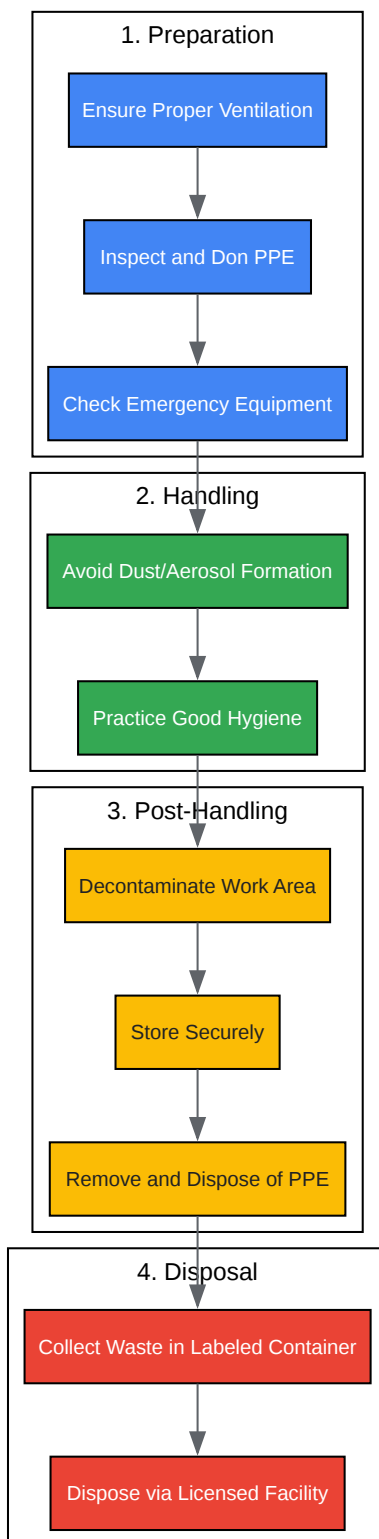 1. Preparation
Ensure Proper Ventilation
Inspect and Don PPE
Check Emergency Equipment
2. Handling
Avoid Dust/Aerosol Formation
Practice Good Hygiene
3. Post-Handling
Decontaminate Work Area
Store Securely
Remove and Dispose of PPE
4. Disposal
Collect Waste in Labeled Container
Dispose via Licensed Facility